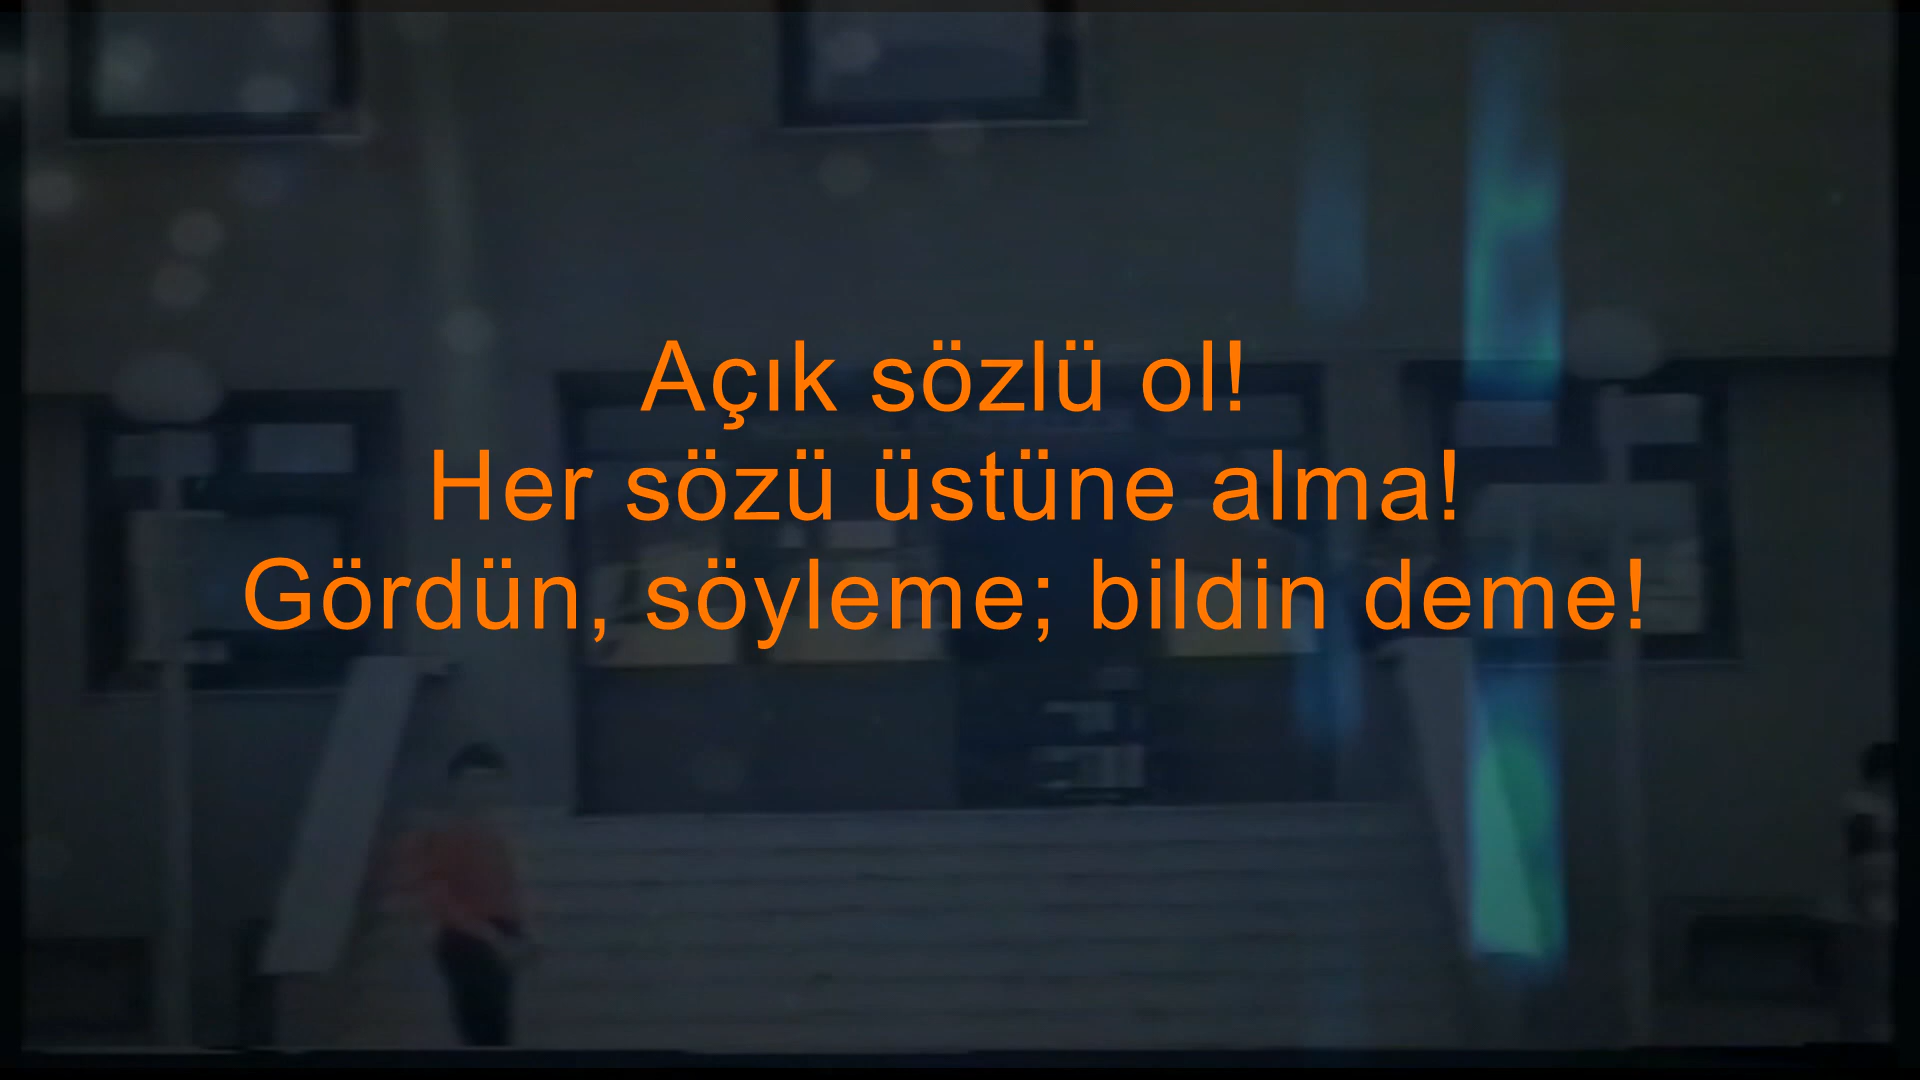 Açık sözlü ol!
Her sözü üstüne alma!
Gördün, söyleme; bildin deme!